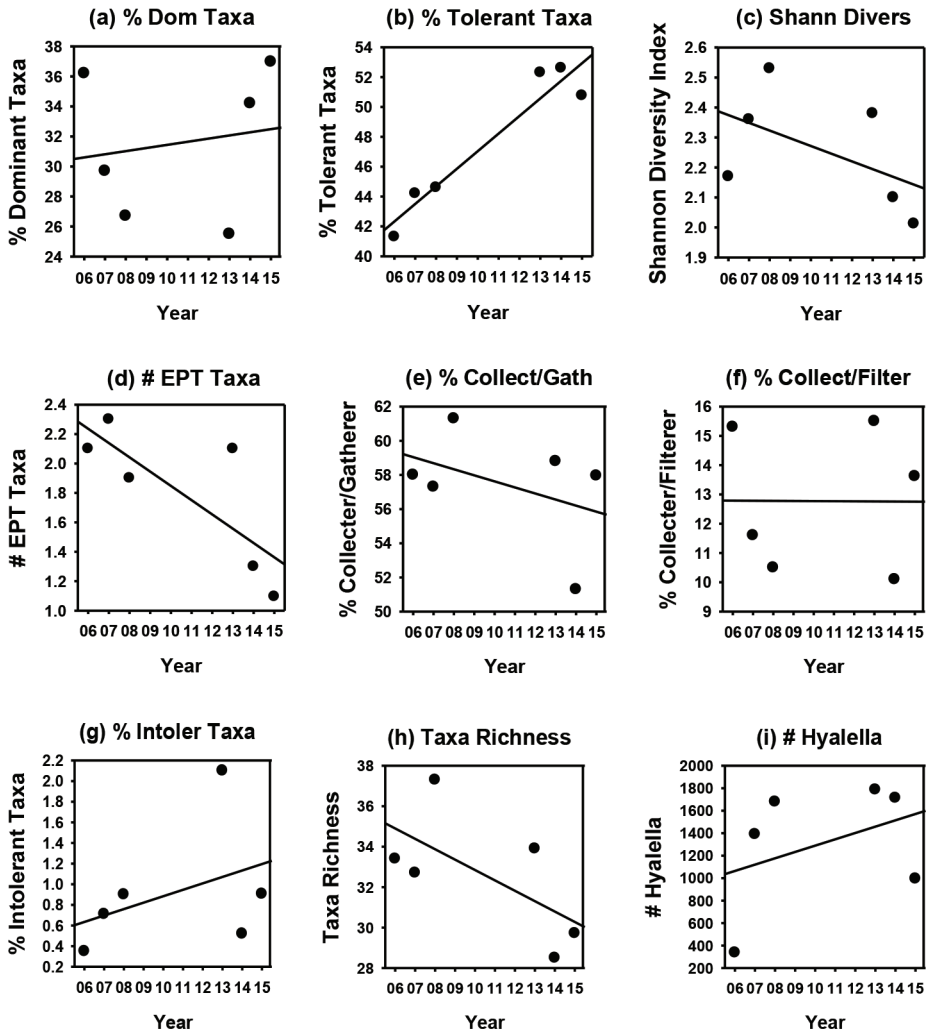 (a) % Dom Taxa
% Dominant Taxa
38
36
34
32
30
28
26
24
06 07 08 09 10 11 12 13 14 15
Year
(b) % Tolerant Taxa
% Tolerant Taxa
54
52
50
48
46
44
42
40
06 07 08 09 10 11 12 13 14 15
Year
(c) Shann Divers
Shannon Diversity Index
2.6
2.5
2.4
2.3
2.2
2.1
2.0
1.9
06 07 08 09 10 11 12 13 14 15
Year
(d) # EPT Taxa
# EPT Taxa
2.4
2.2
2.0
1.8
1.6
1.4
1.2
1.0
06 07 08 09 10 11 12 13 14 15
Year
(e) % Collect/Gath
% Collecter/Gatherer
62
60
58
56
54
52
50
06 07 08 09 10 11 12 13 14 15
Year
(f) % Collect/Filter
% Collecter/Filterer
16
15
14
13
12
11
10
9
06 07 08 09 10 11 12 13 14 15
Year
(g) % Intoler Taxa
% Intolerant Taxa
2.2
2.0
1.8
1.6
1.4
1.2
1.0
0.8
0.6
0.4
0.2
06 07 08 09 10 11 12 13 14 15
Year
(h) Taxa Richness
Taxa Richness
38
36
34
32
30
28
06 07 08 09 10 11 12 13 14 15
Year
(i) # Hyalella
# Hyalella
2000
1800
1600
1400
1200
1000
800
600
400
200
06 07 08 09 10 11 12 13 14 15
Year